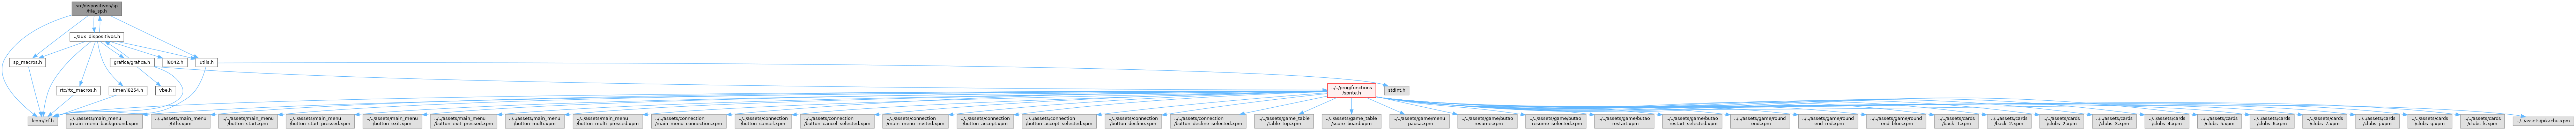 src/dispositivos/sp
/fila_sp.h
../aux_dispositivos.h
sp_macros.h
grafica/grafica.h
i8042.h
utils.h
rtc/rtc_macros.h
timer/i8254.h
vbe.h
../../prog/functions
/sprite.h
stdint.h
lcom/lcf.h
../../assets/main_menu
/main_menu_background.xpm
../../assets/main_menu
/title.xpm
../../assets/main_menu
/button_start.xpm
../../assets/main_menu
/button_start_pressed.xpm
../../assets/main_menu
/button_exit.xpm
../../assets/main_menu
/button_exit_pressed.xpm
../../assets/main_menu
/button_multi.xpm
../../assets/main_menu
/button_multi_pressed.xpm
../../assets/connection
/main_menu_connection.xpm
../../assets/connection
/button_cancel.xpm
../../assets/connection
/button_cancel_selected.xpm
../../assets/connection
/main_menu_invited.xpm
../../assets/connection
/button_accept.xpm
../../assets/connection
/button_accept_selected.xpm
../../assets/connection
/button_decline.xpm
../../assets/connection
/button_decline_selected.xpm
../../assets/game_table
/table_top.xpm
../../assets/game_table
/score_board.xpm
../../assets/game/menu
_pausa.xpm
../../assets/game/butao
_resume.xpm
../../assets/game/butao
_resume_selected.xpm
../../assets/game/butao
_restart.xpm
../../assets/game/butao
_restart_selected.xpm
../../assets/game/round
_end.xpm
../../assets/game/round
_end_red.xpm
../../assets/game/round
_end_blue.xpm
../../assets/cards
/back_1.xpm
../../assets/cards
/back_2.xpm
../../assets/cards
/clubs_2.xpm
../../assets/cards
/clubs_3.xpm
../../assets/cards
/clubs_4.xpm
../../assets/cards
/clubs_5.xpm
../../assets/cards
/clubs_6.xpm
../../assets/cards
/clubs_7.xpm
../../assets/cards
/clubs_j.xpm
../../assets/cards
/clubs_q.xpm
../../assets/cards
/clubs_k.xpm
../../assets/pikachu.xpm